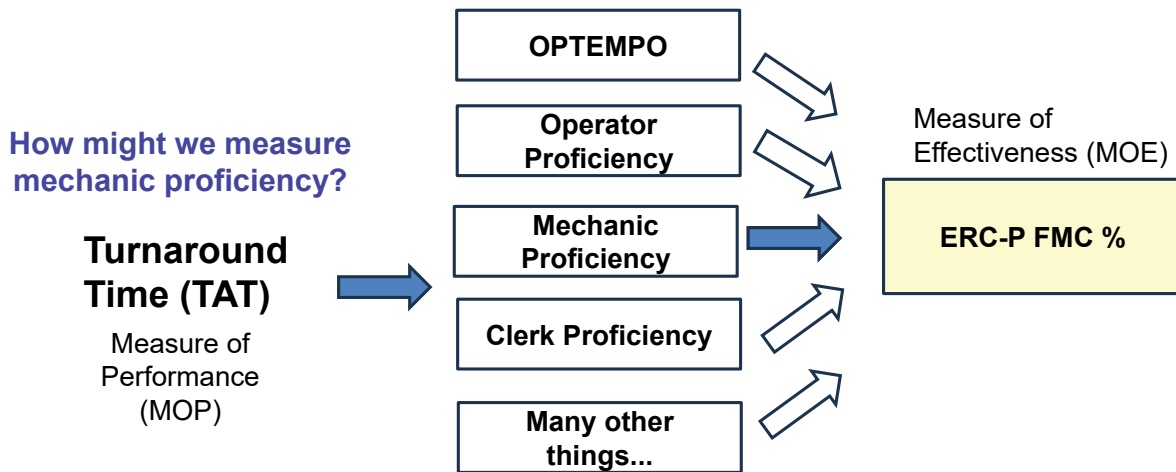 How might we measure
mechanic proficiency?
Turnaround
Time (TAT)
Measure of
Performance
(MOP)
OPTEMPO
Operator
Proficiency
Mechanic
Proficiency
Clerk Proficiency
Many other
things...
Measure of
Effectiveness (MOE)
ERC-P FMC %